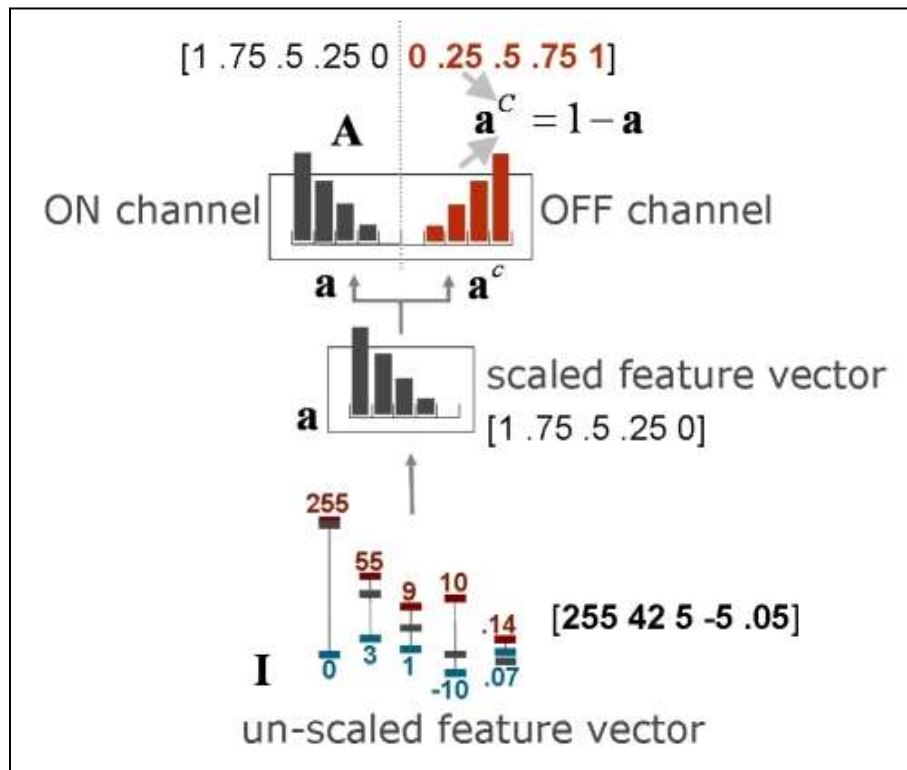 [1 .75 .5 .25 0 0 .25 .5 .75 1]
A
a^C = 1 – a
ON channel
OFF channel
a
a^c
scaled feature vector
a
[1 .75 .5 .25 0]
255
55
9
10
.14
[255 42 5 -5 .05]
I
0
3
1
-10
.07
un-scaled feature vector